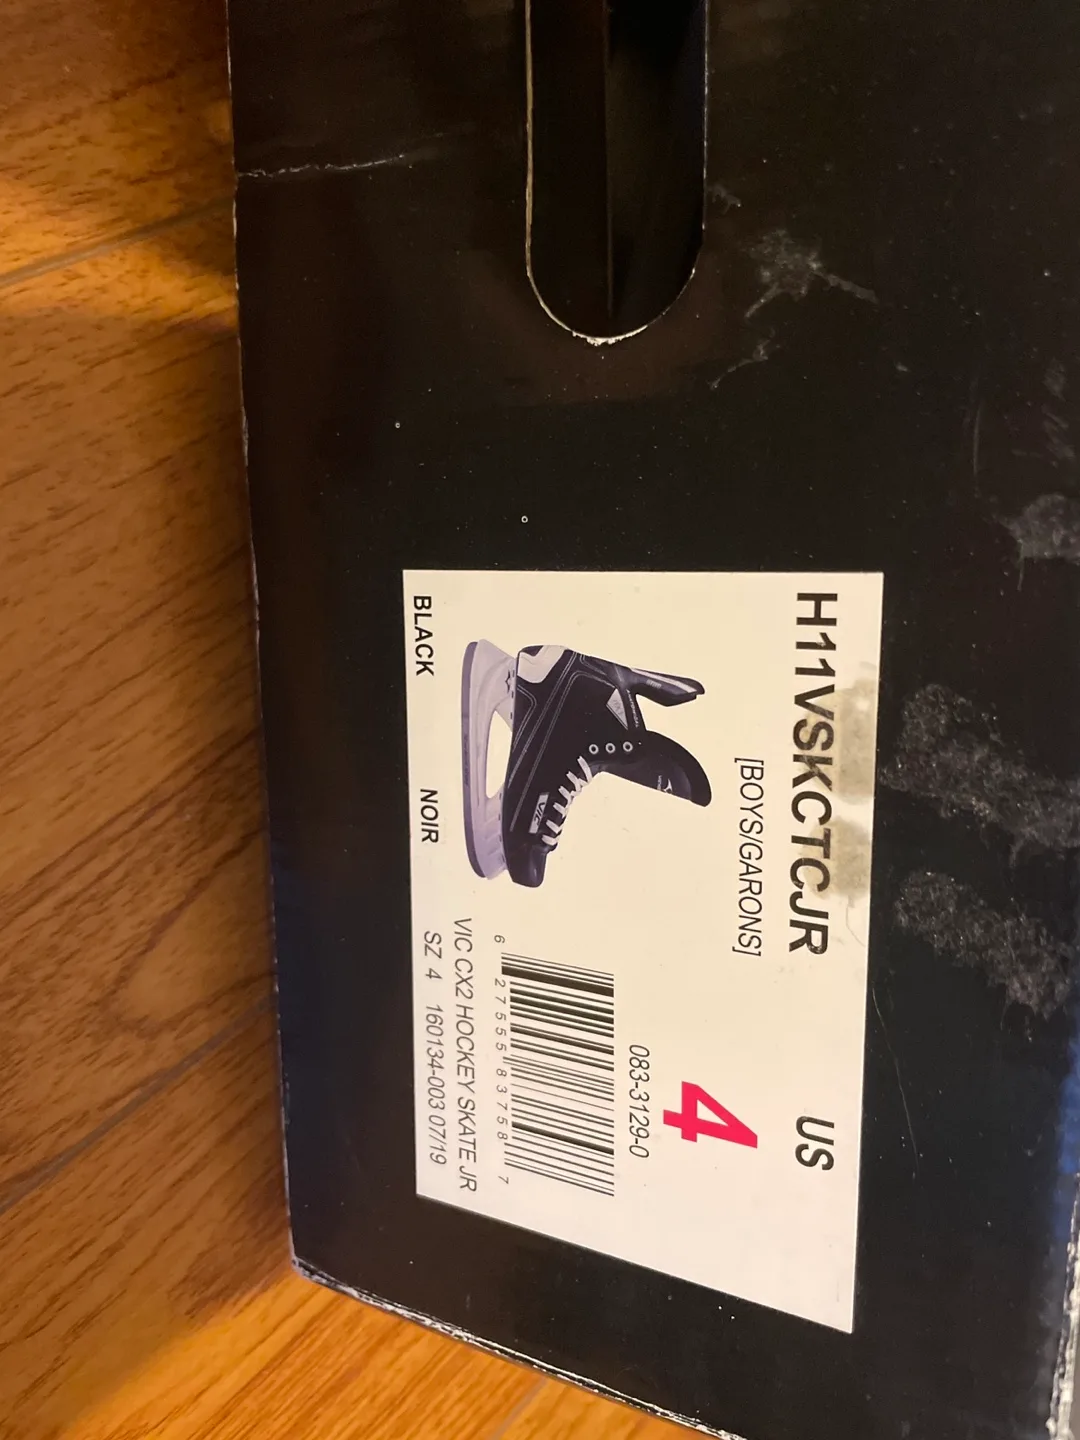 H11VSKCTCJR US
[BOYS/GARONS]
4
083-3129-0
VIC
6 27555 83758 7
VIC CX2 HOCKEY SKATE JR
BLACK NOIR SZ 4 160134-003 07/19